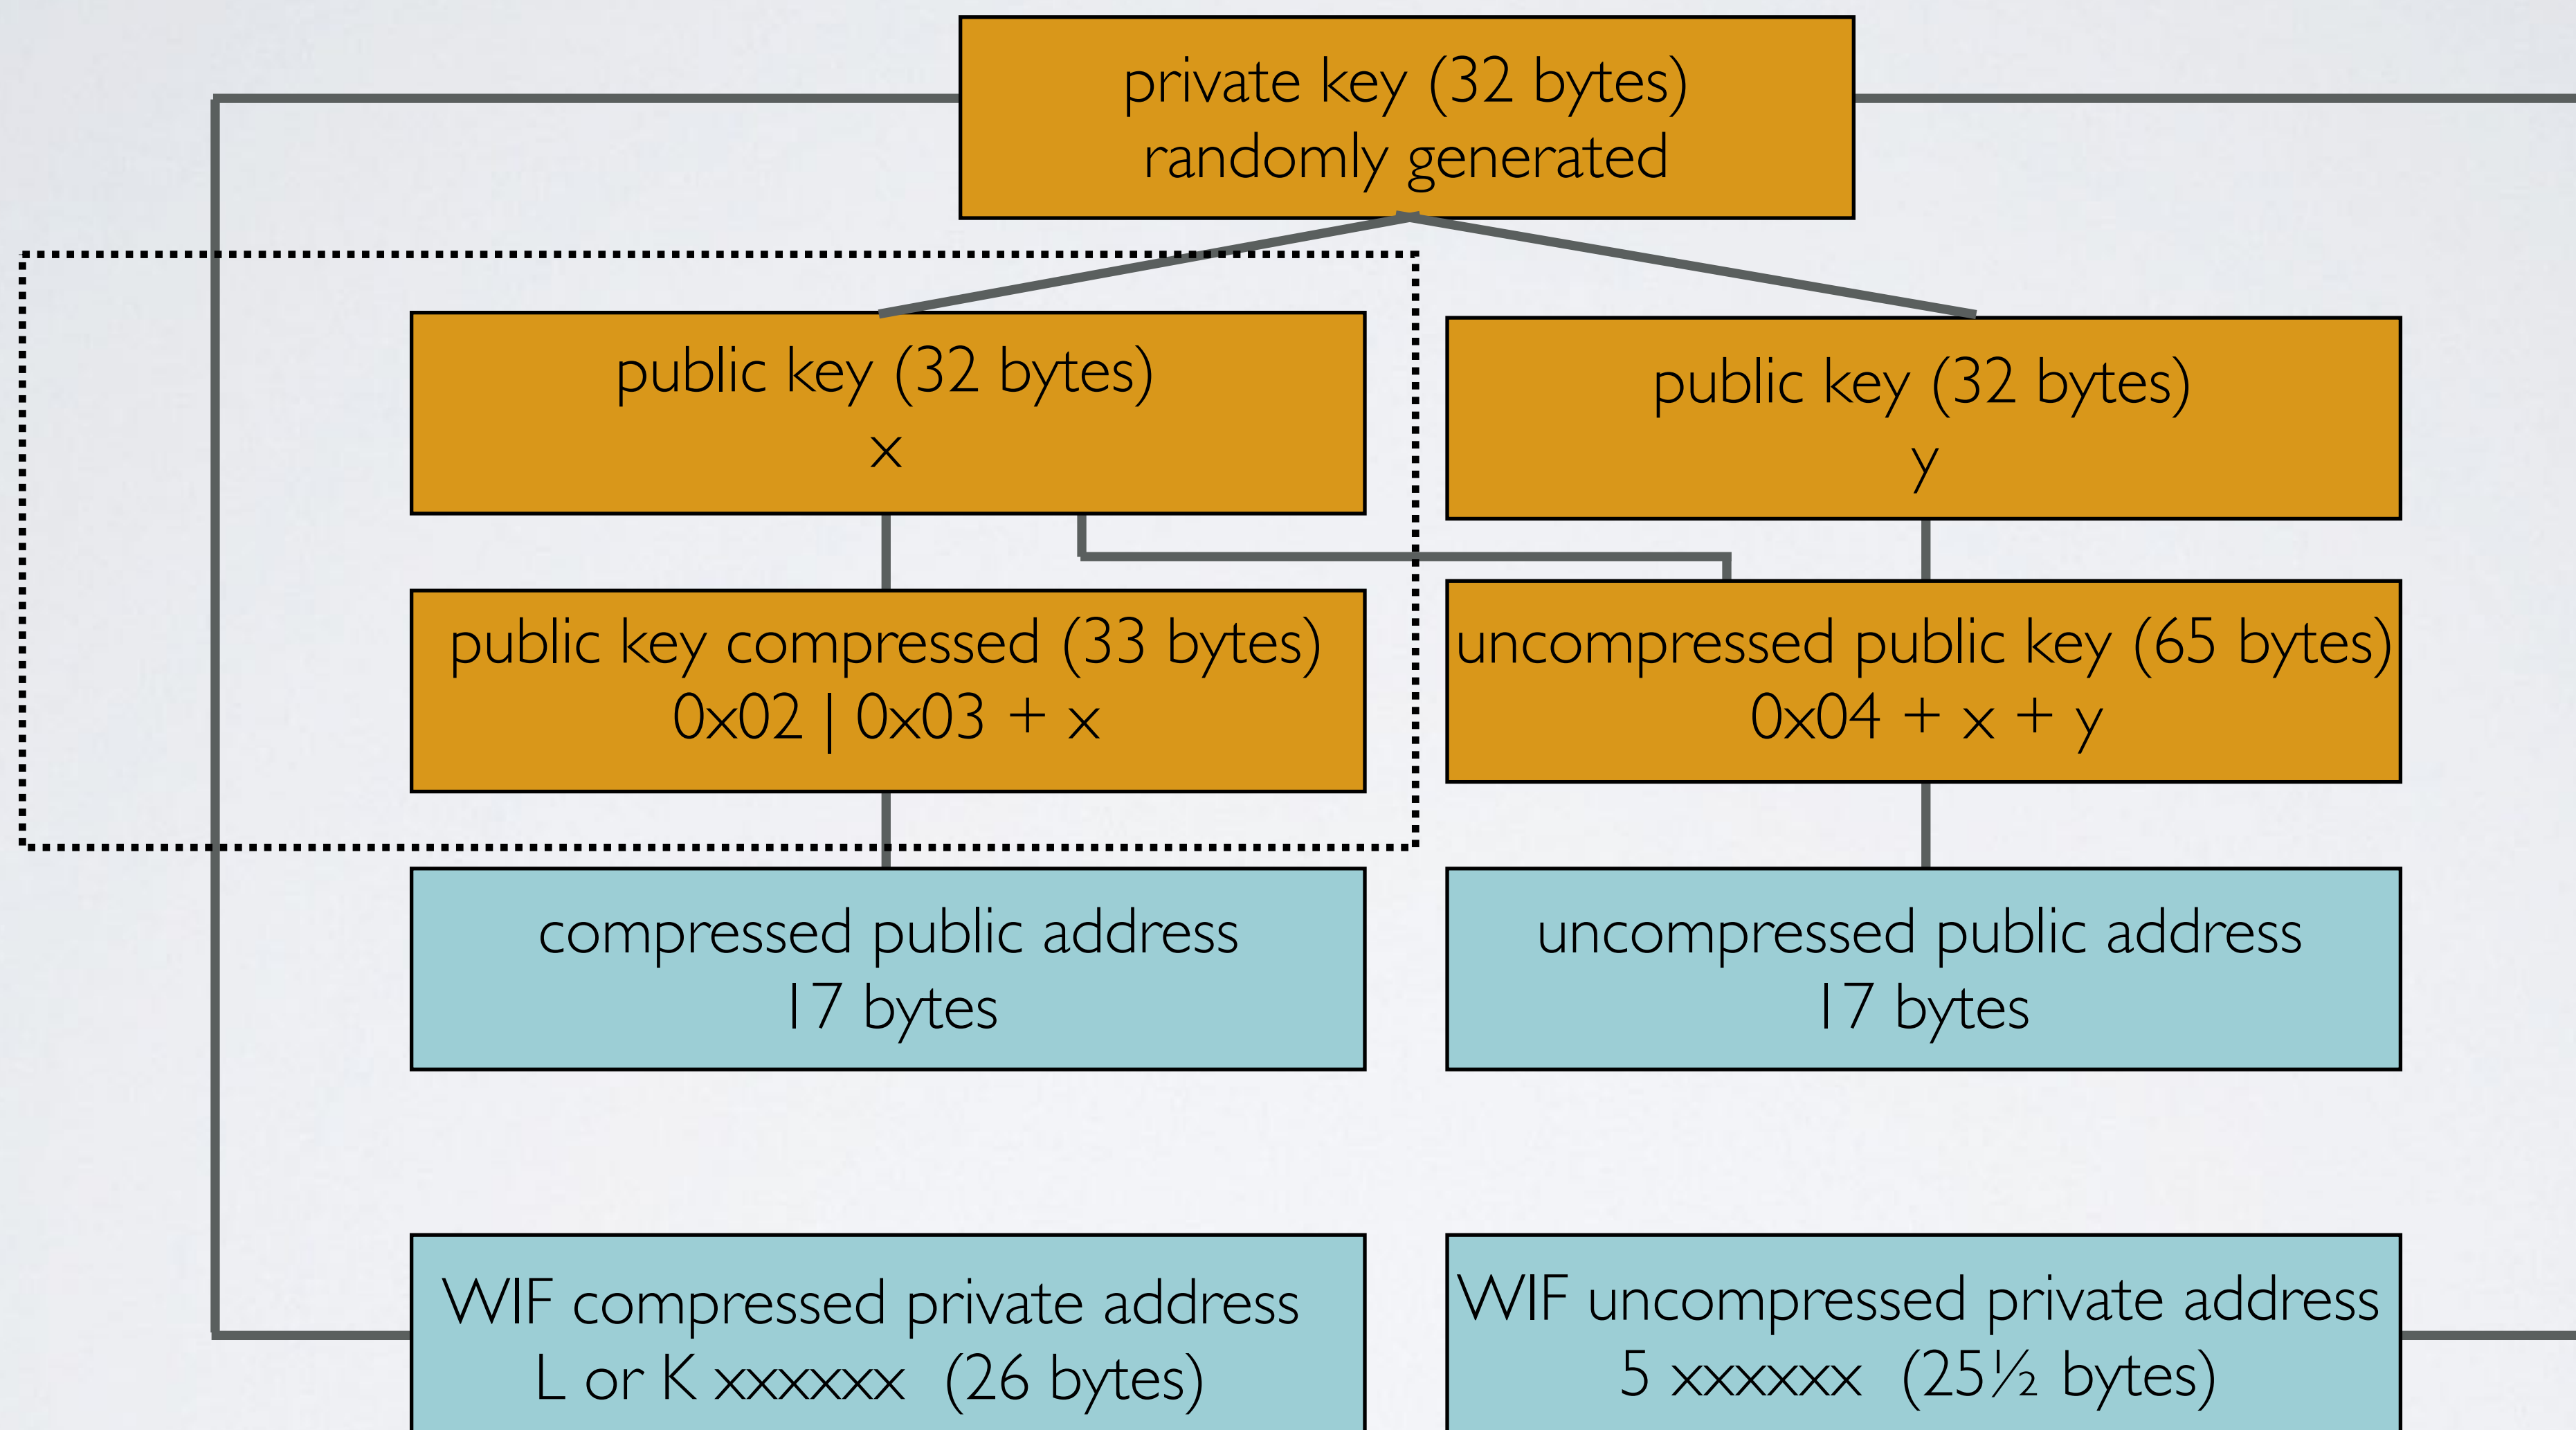 private key (32 bytes)
randomly generated
public key (32 bytes)
x
public key (32 bytes)
y
public key compressed (33 bytes)
0x02 | 0x03 + x
uncompressed public key (65 bytes)
0x04 + x + y
compressed public address
17 bytes
uncompressed public address
17 bytes
WIF compressed private address
L or K xxxxxx (26 bytes)
WIF uncompressed private address
5 xxxxxx (25½ bytes)